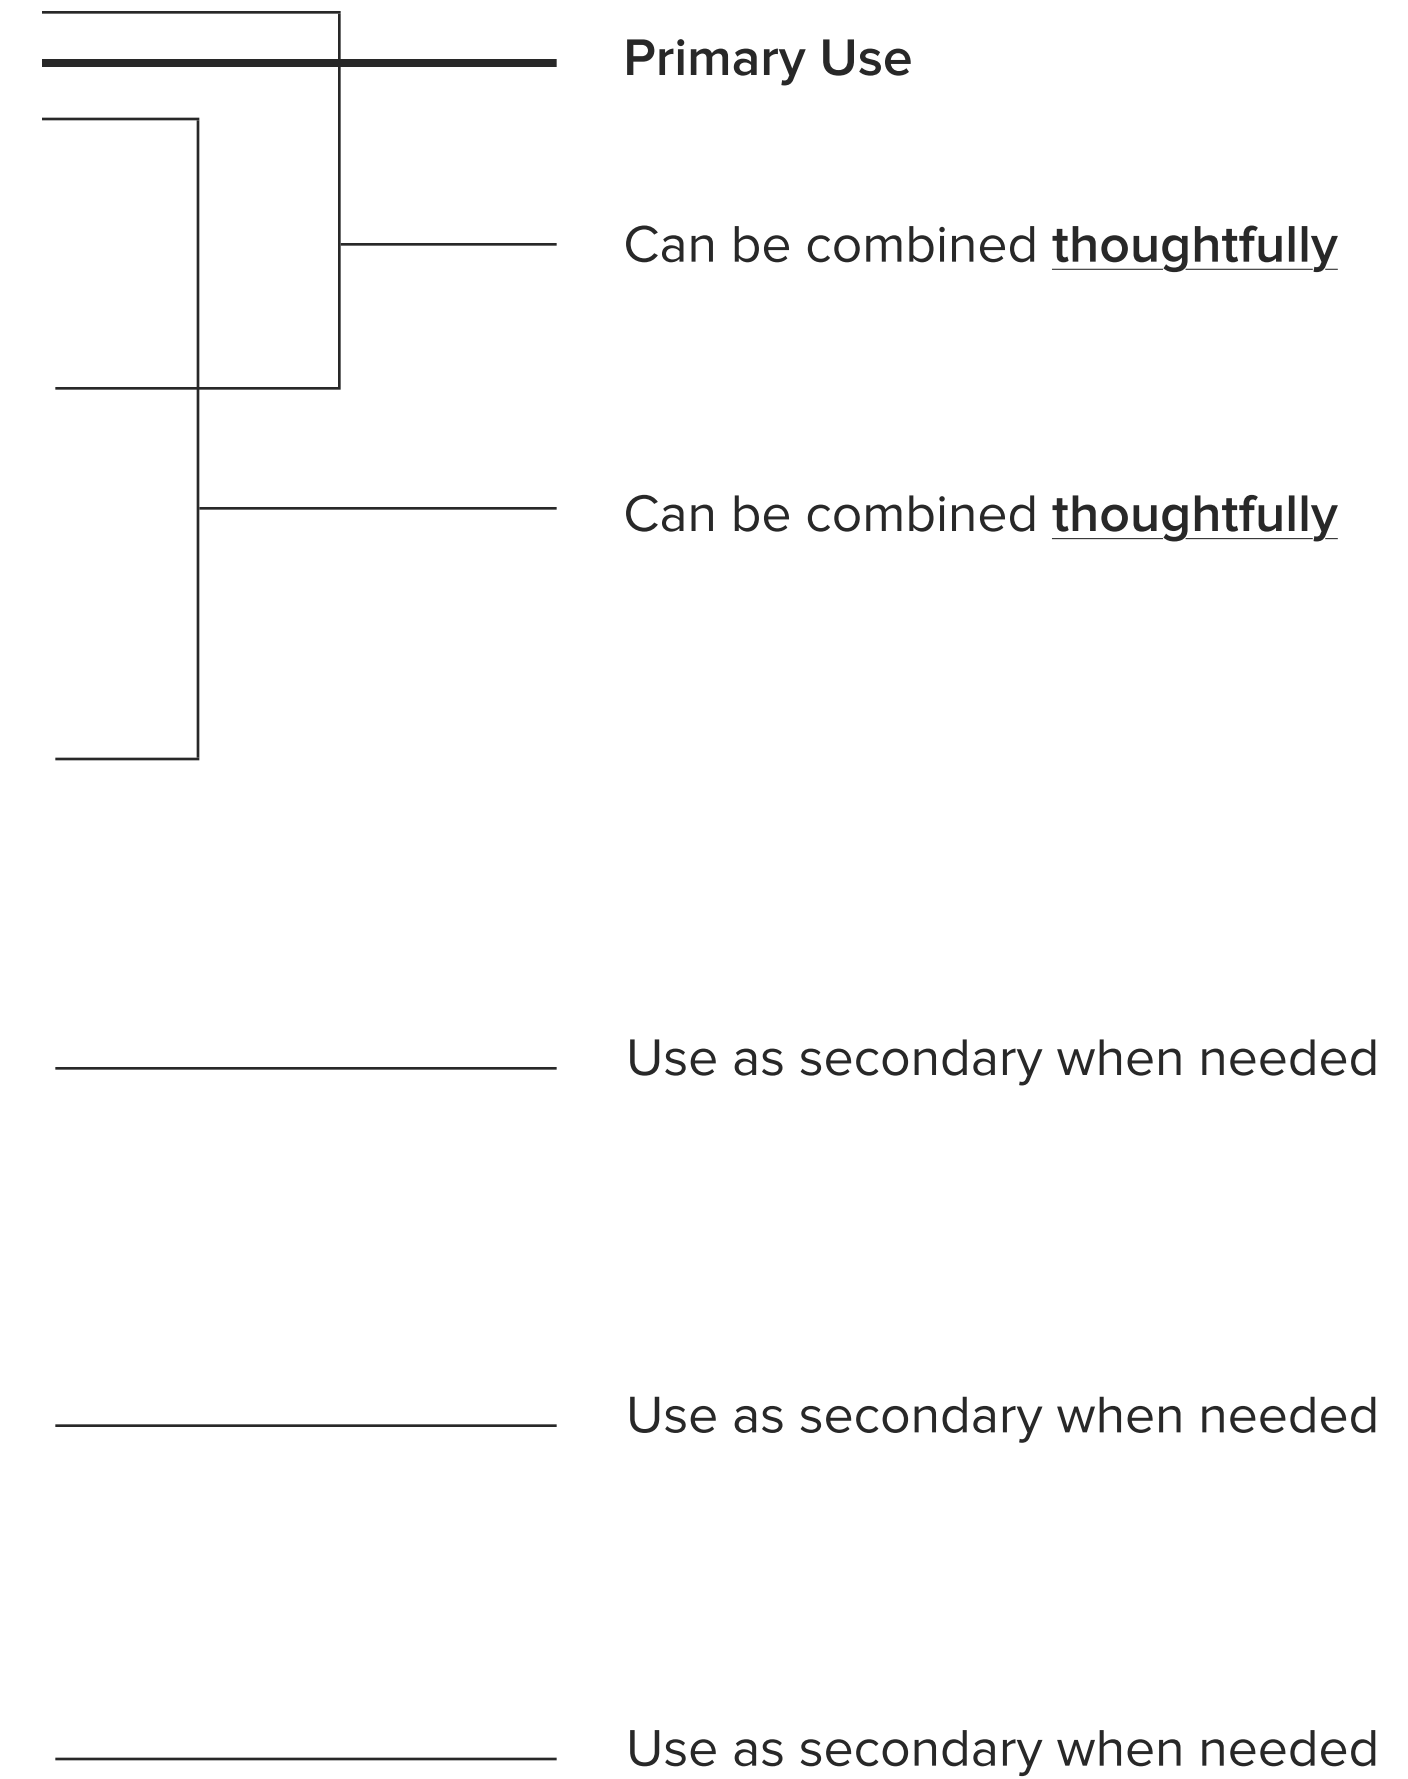 Primary Use
Can be combined thoughtfully
Can be combined thoughtfully
Use as secondary when needed
Use as secondary when needed
Use as secondary when needed